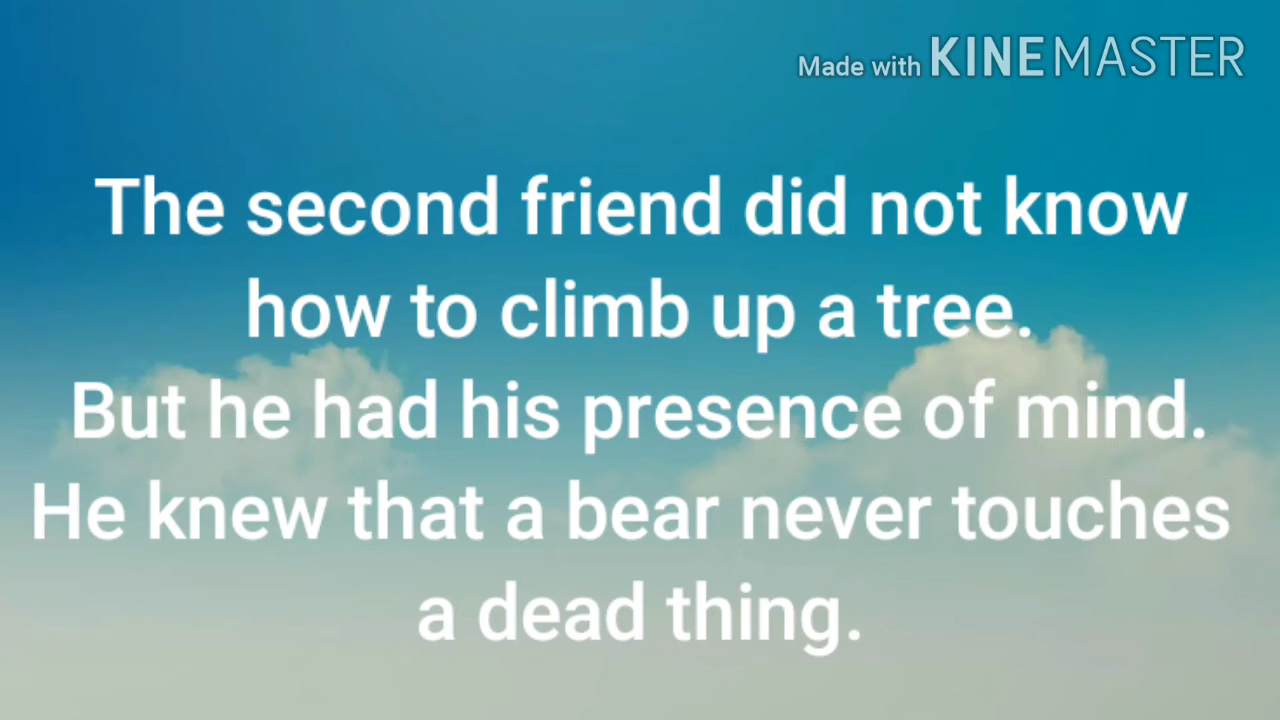 Made with KINEMASTER
The second friend did not know
how to climb up a tree.
But he had his presence of mind.
He knew that a bear never touches
a dead thing.